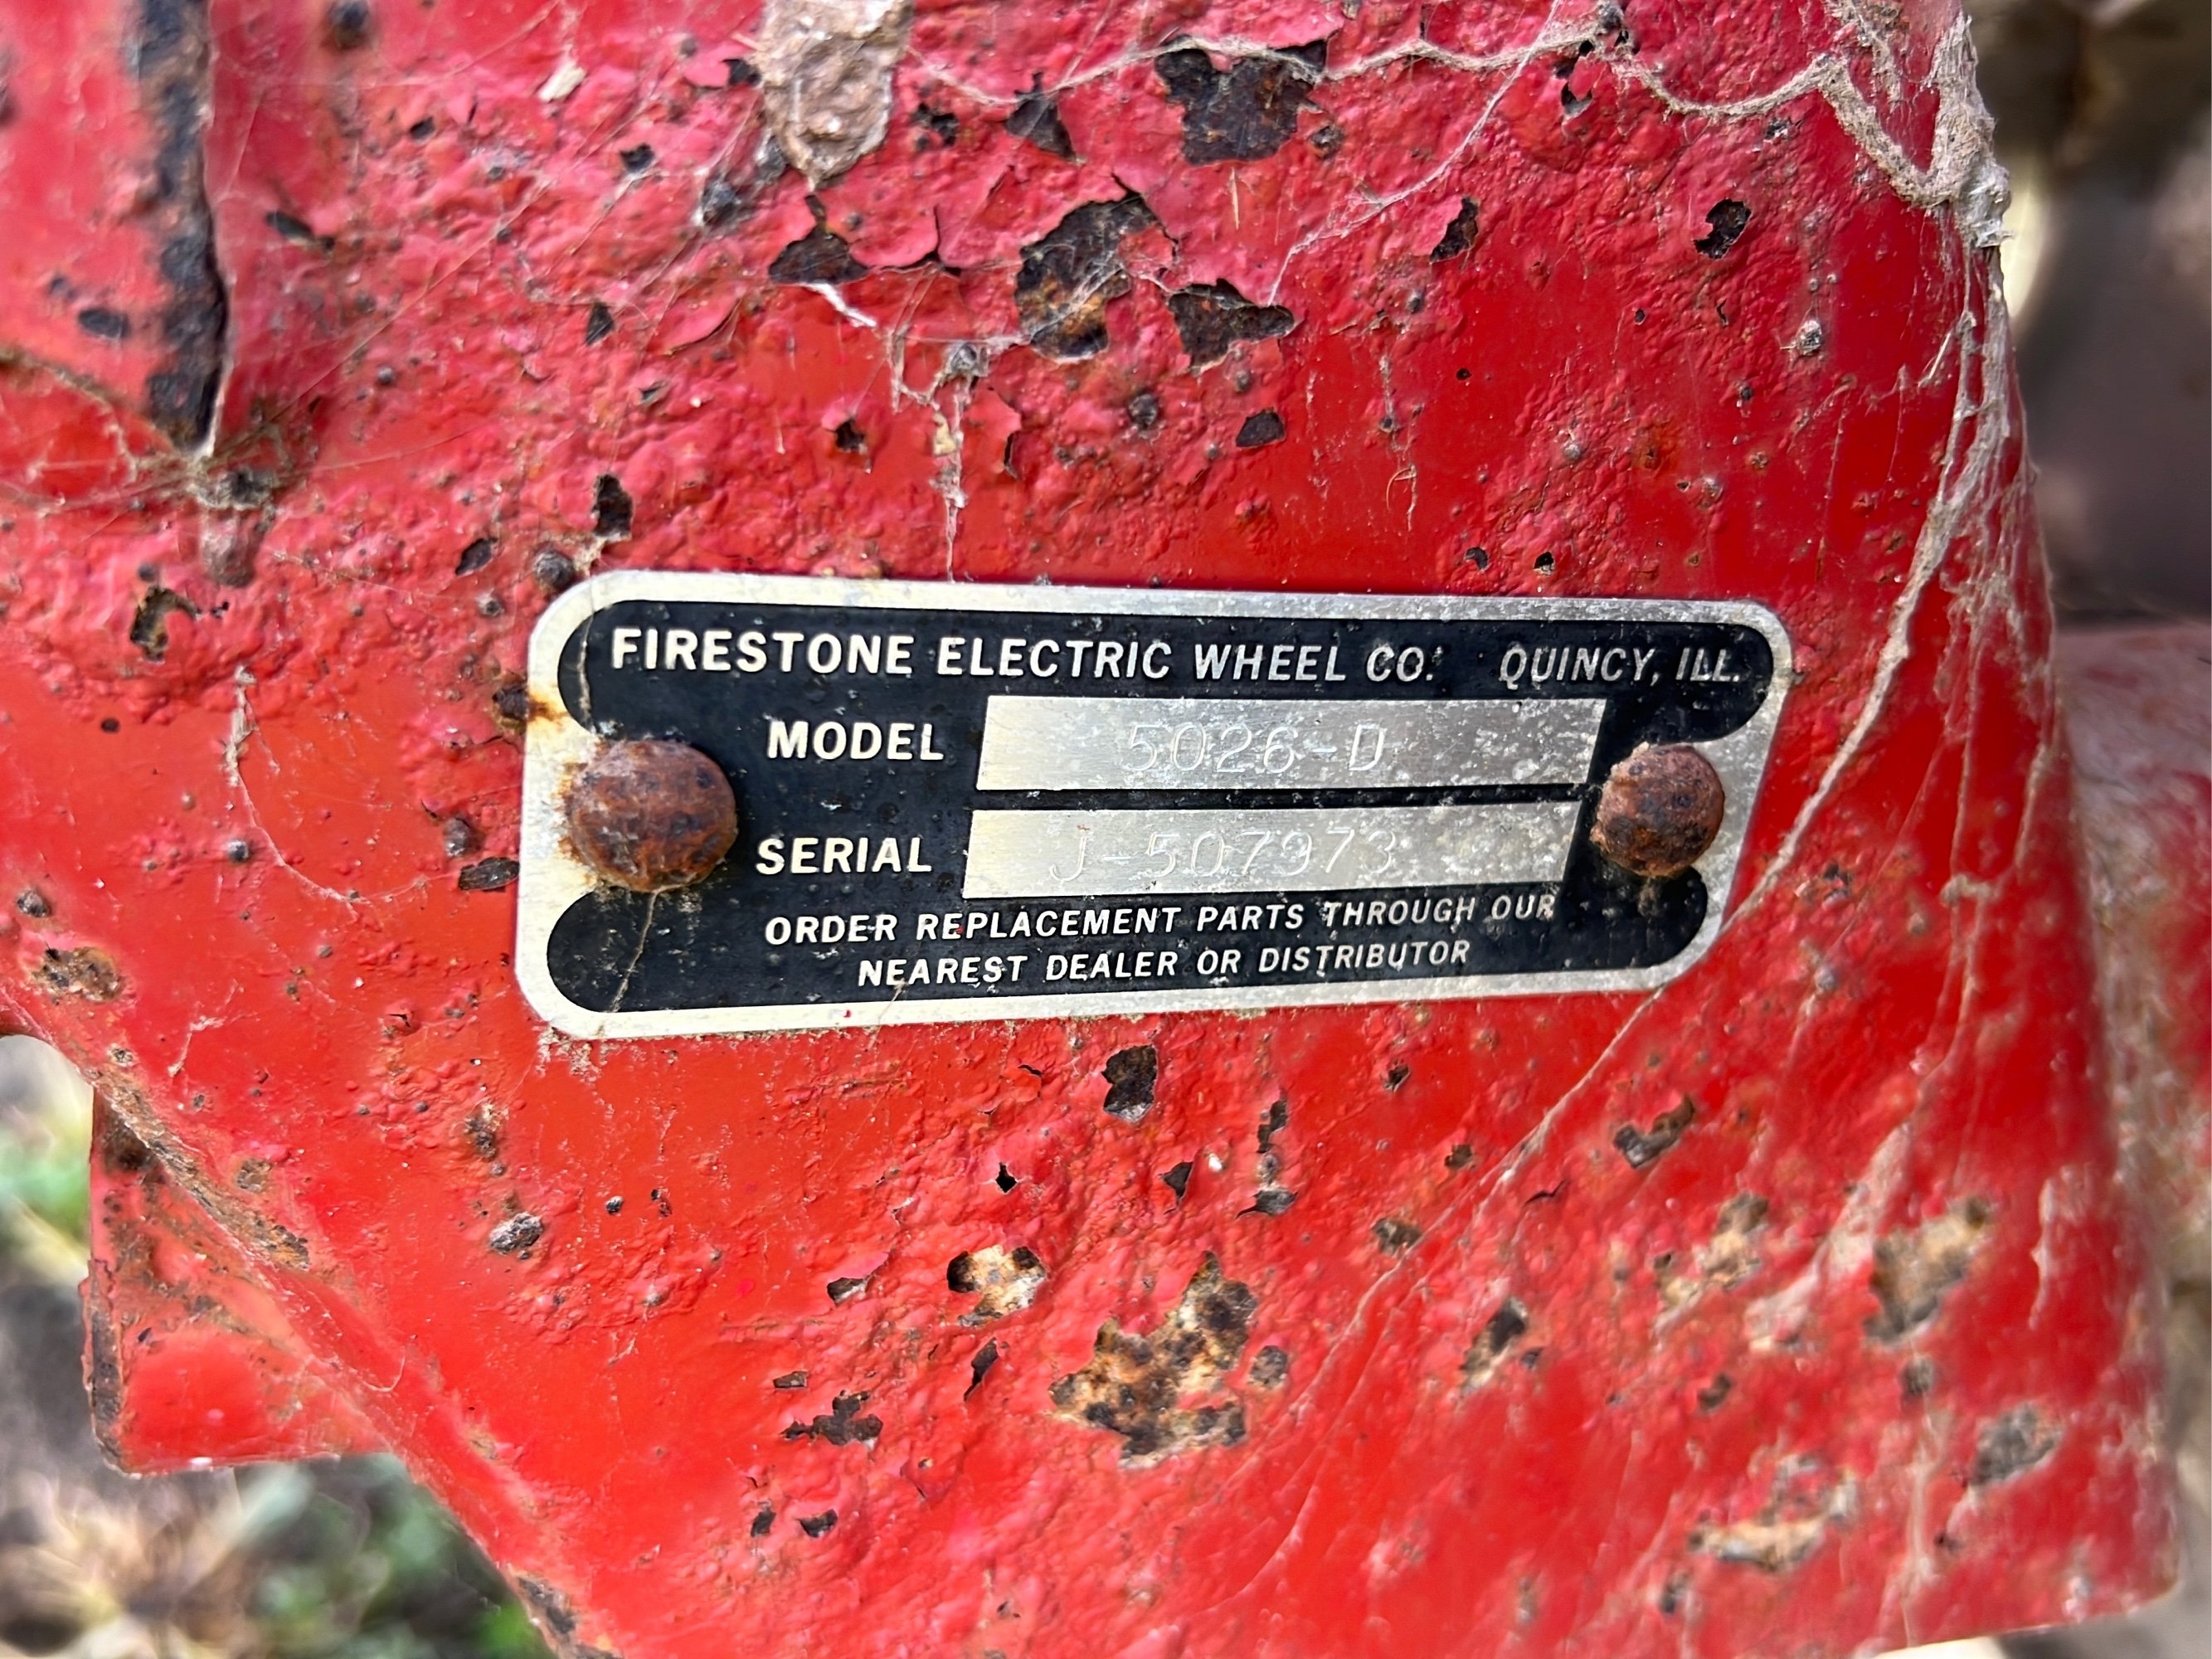 FIRESTONE ELECTRIC WHEEL CO. QUINCY, ILL.
MODEL 5026-D
SERIAL J-507973
ORDER REPLACEMENT PARTS THROUGH OUR
NEAREST DEALER OR DISTRIBUTOR